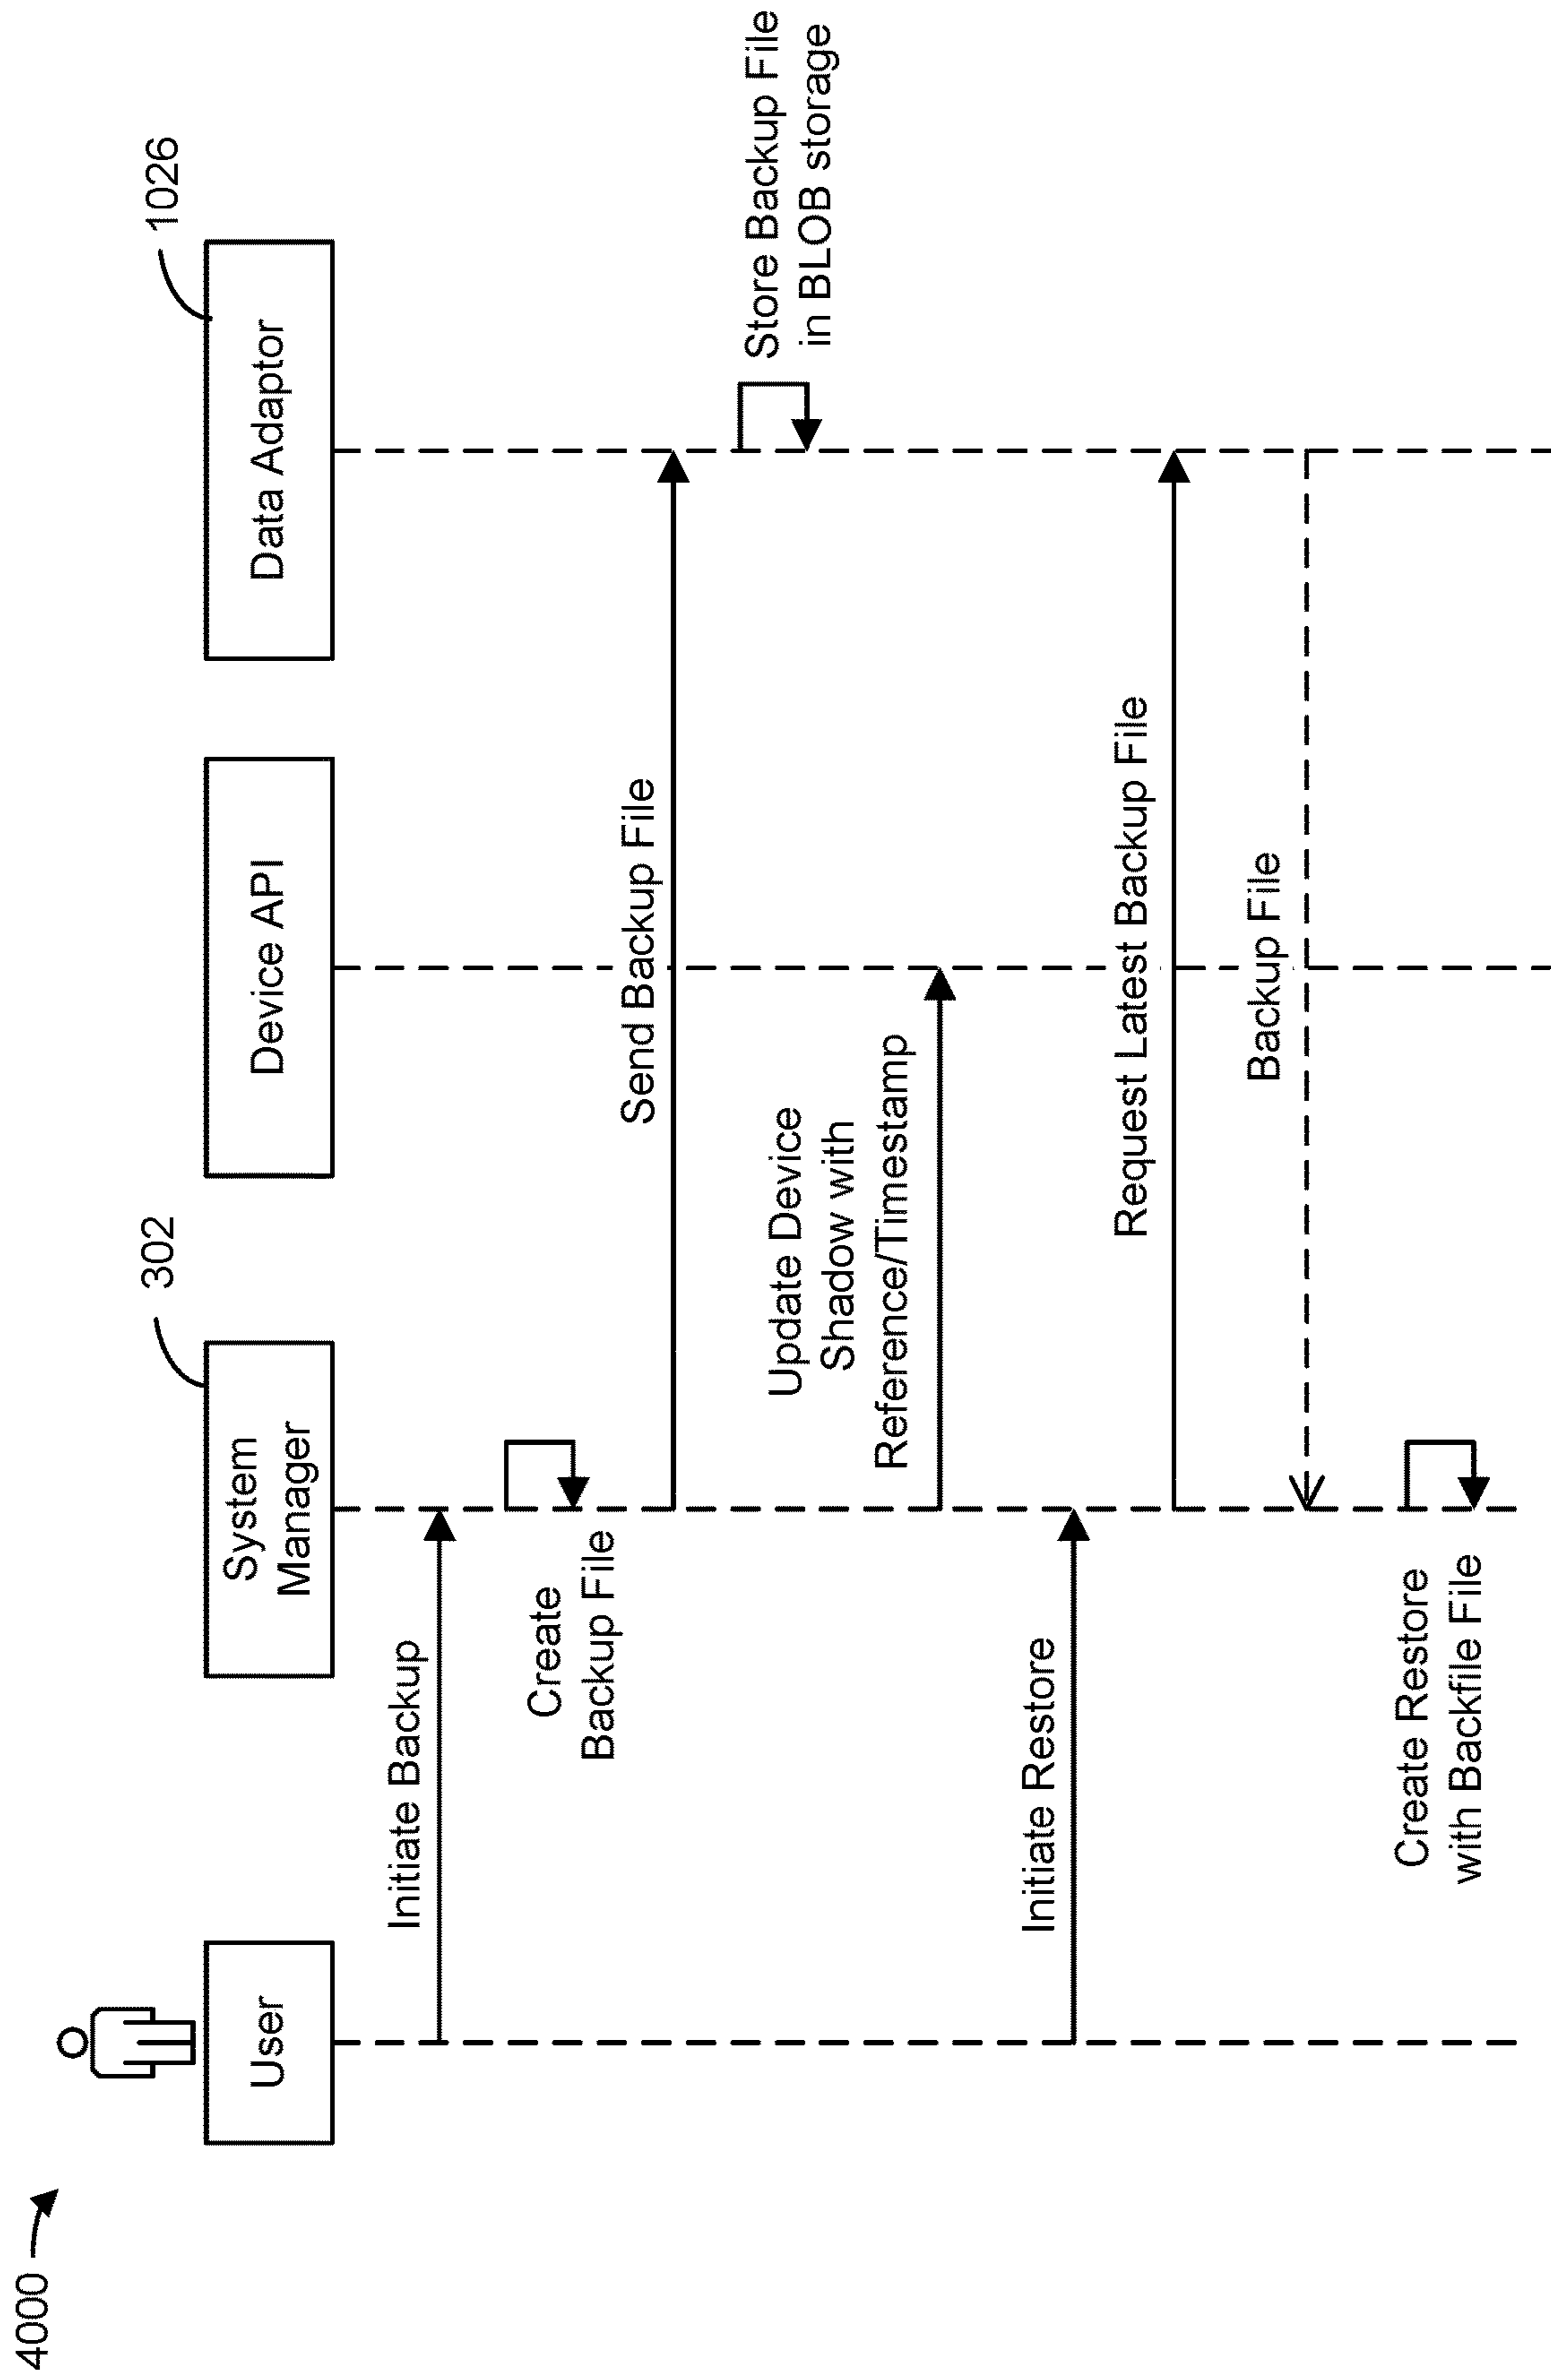 4000
User
System
Manager
302
Device API
Data Adaptor
1026
Initiate Backup
Create
Backup File
Send Backup File
Store Backup File
in BLOB storage
Update Device
Shadow with
Reference/Timestamp
Initiate Restore
Request Latest Backup File
Backup File
Create Restore
with Backfile File